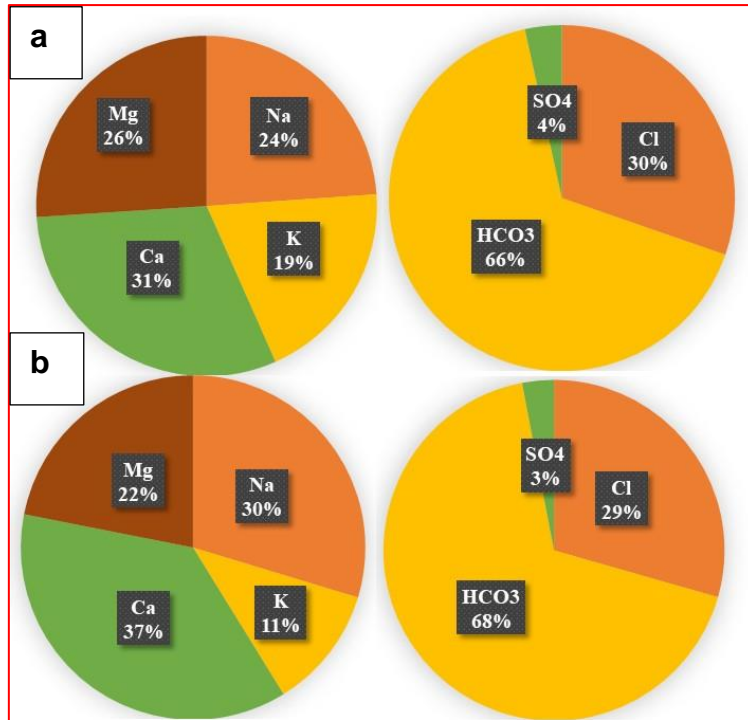 a
Mg
26%
Na
24%
K
19%
Ca
31%
SO4
4%
Cl
30%
HCO3
66%
b
Mg
22%
Na
30%
K
11%
Ca
37%
SO4
3%
Cl
29%
HCO3
68%